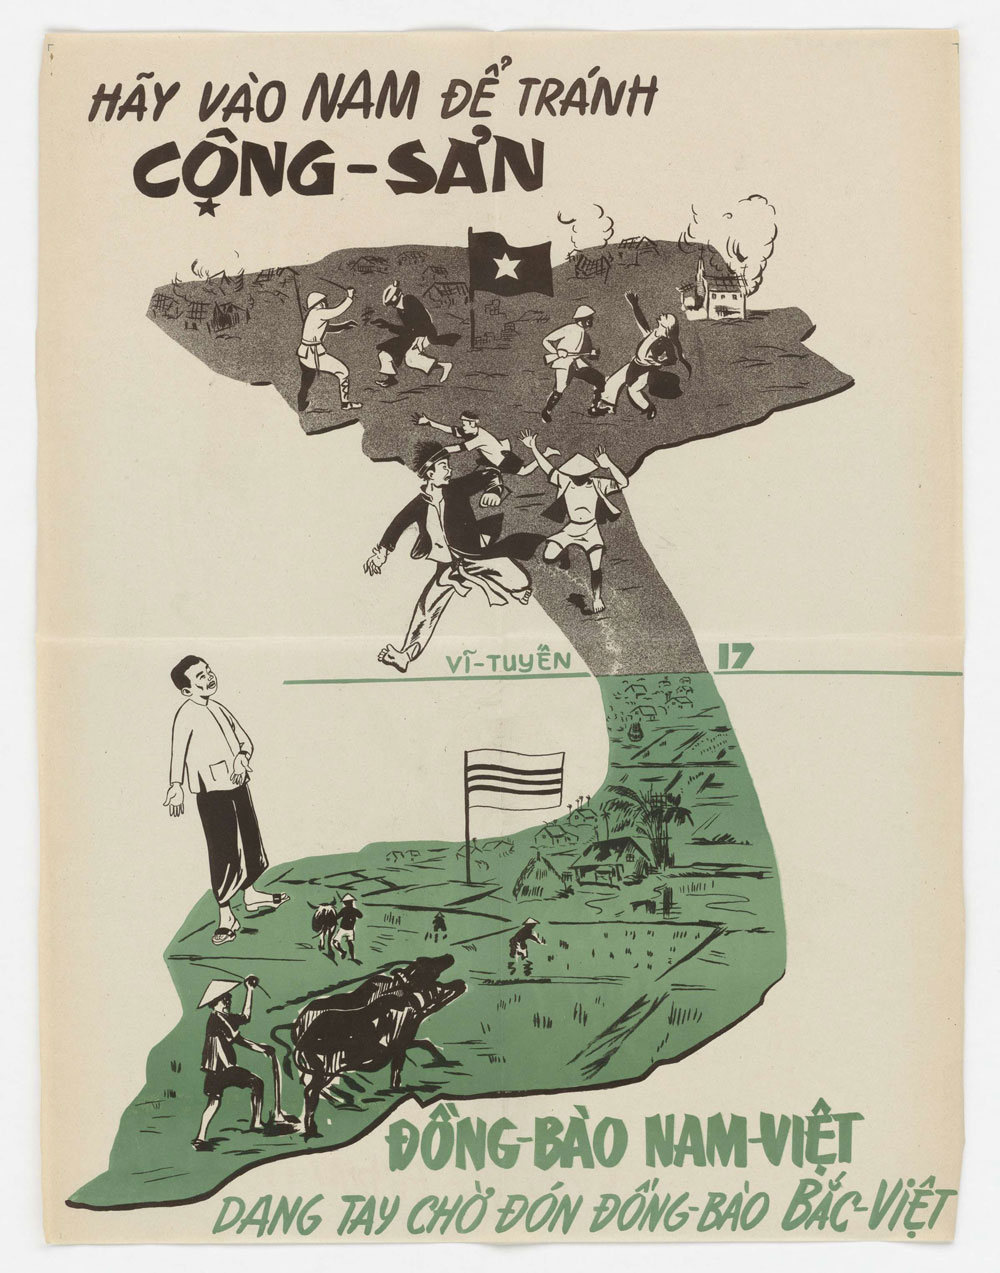 HÃY VÀO NAM ĐỂ TRÁNH
CỘNG-SẢN
VĨ-TUYẾN 17
ĐỒNG-BÀO NAM-VIỆT
DANG TAY CHỜ ĐÓN ĐỒNG-BÀO BẮC-VIỆT